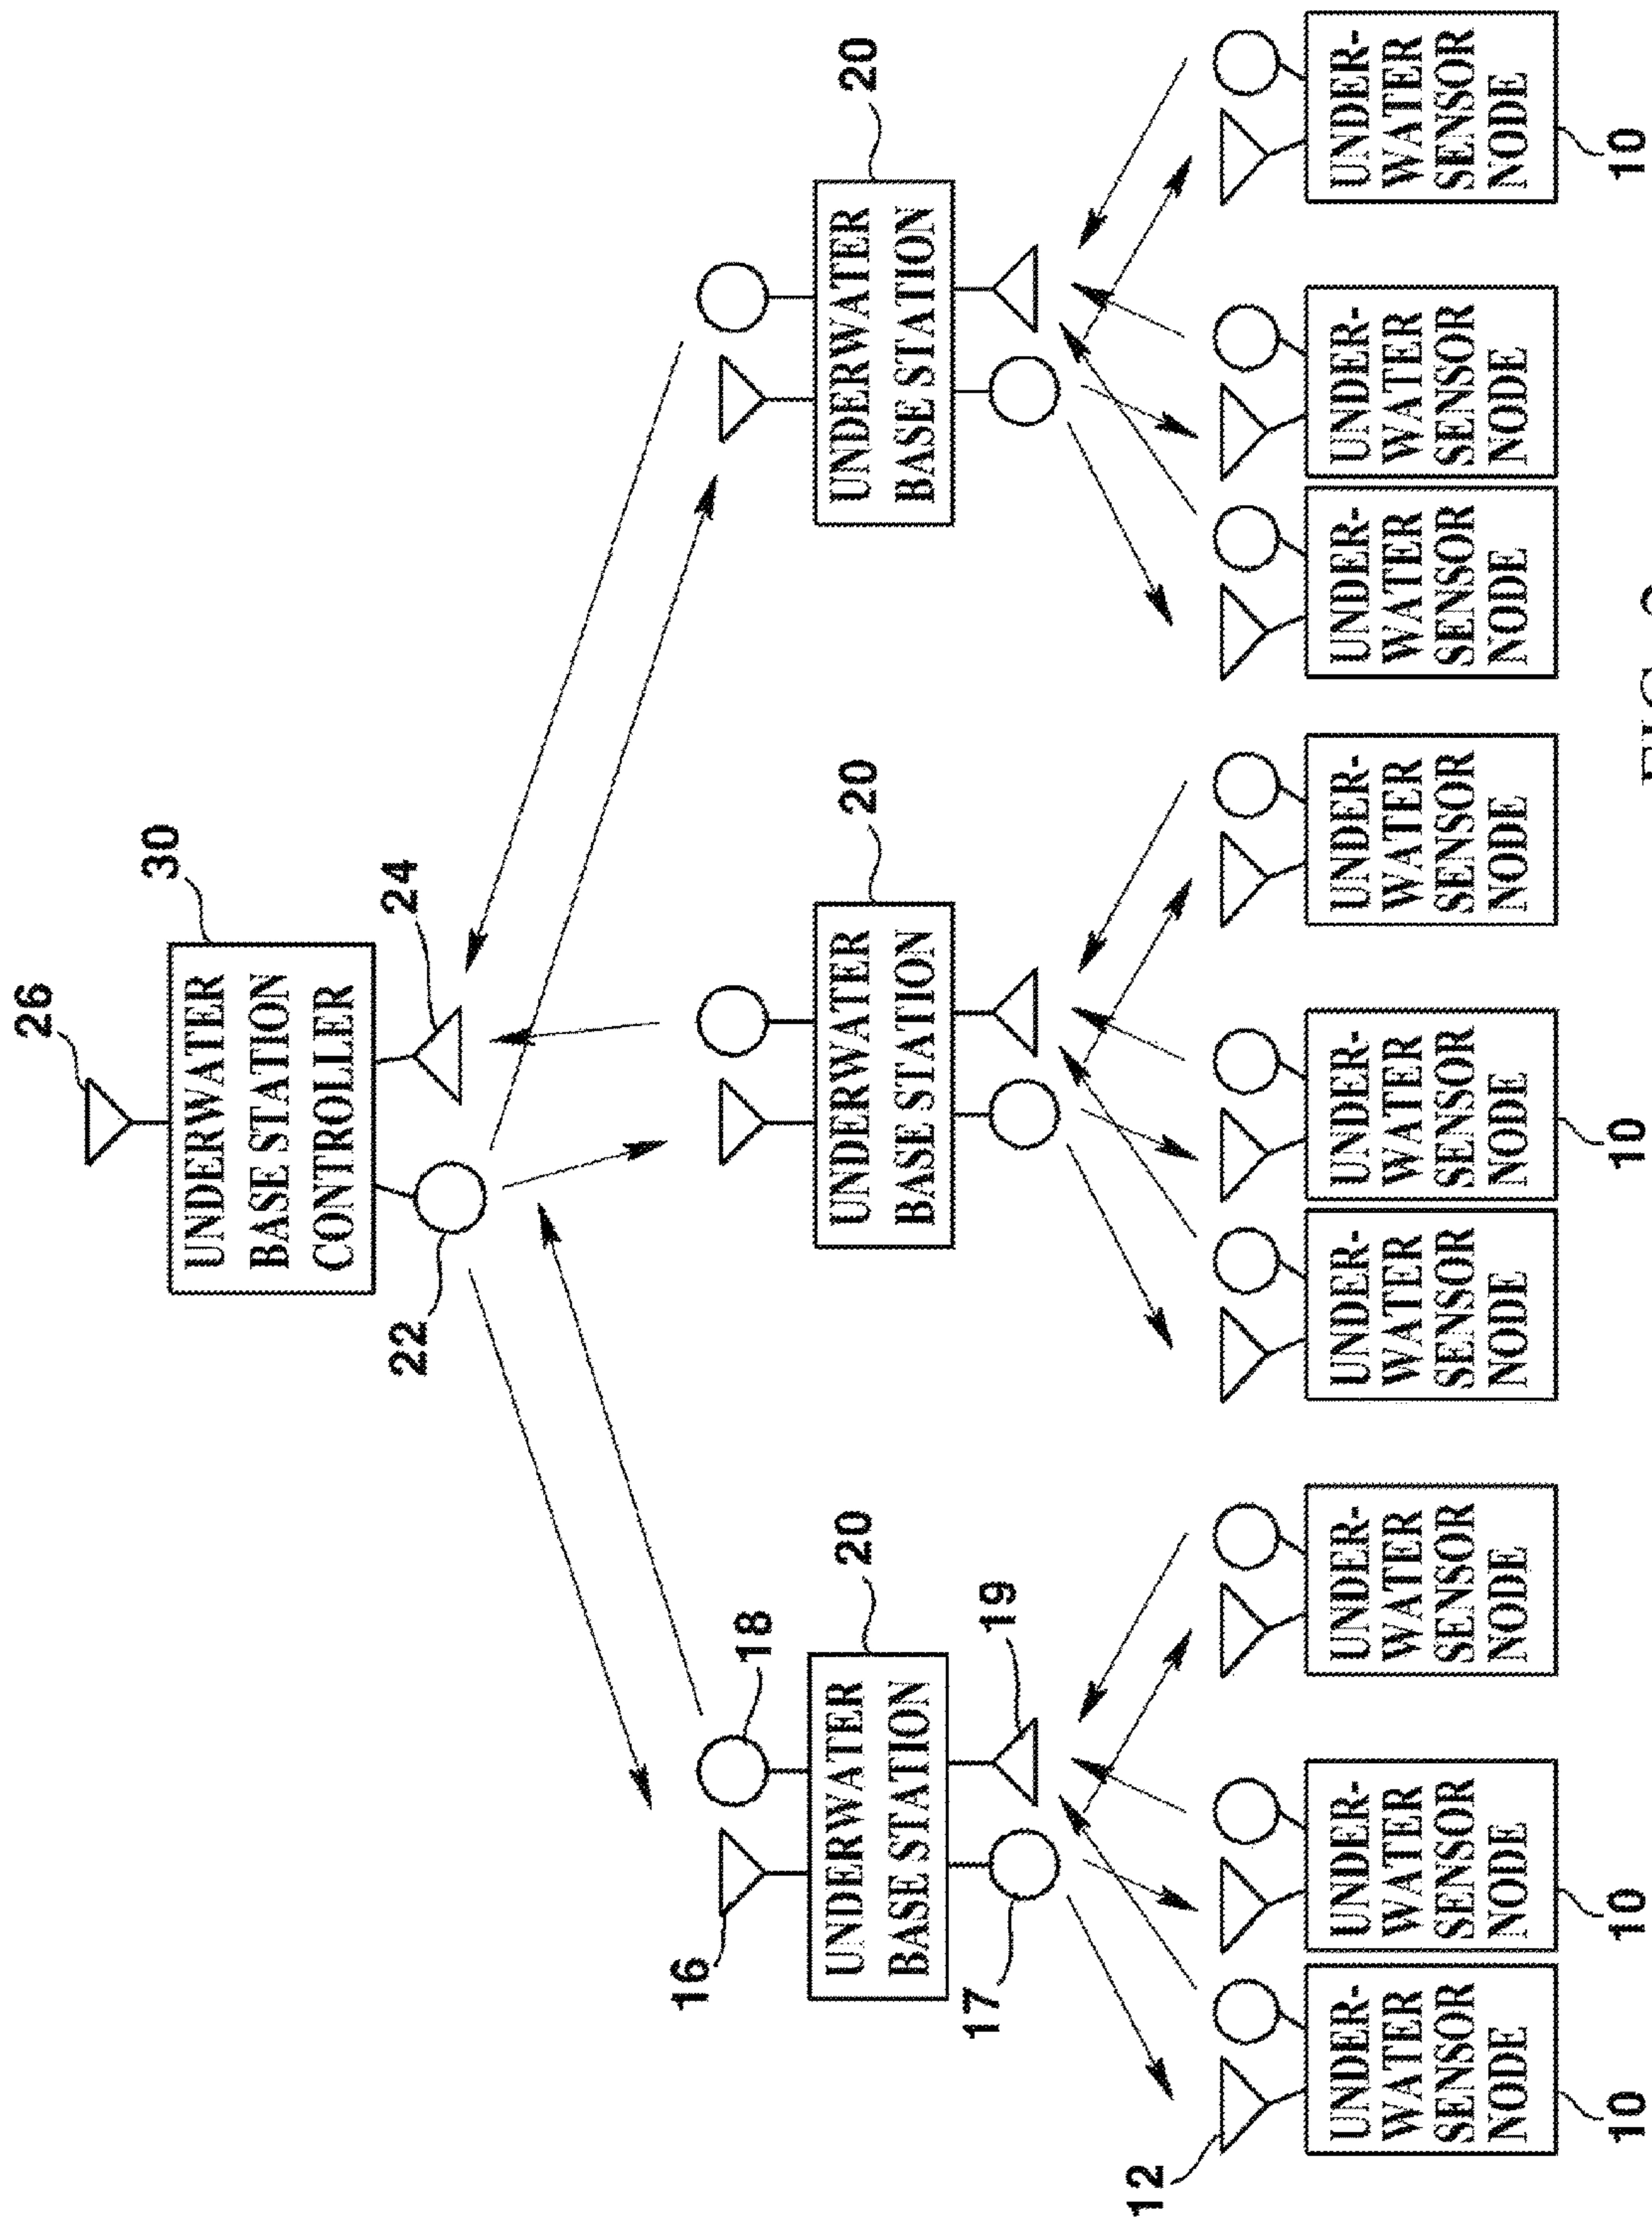 26
30
UNDERWATER
BASE STATION
CONTROLLER
22
24
16
18
20
UNDERWATER
BASE STATION
17
19
20
UNDERWATER
BASE STATION
20
UNDERWATER
BASE STATION
12
UNDER-
WATER
SENSOR
NODE
10
UNDER-
WATER
SENSOR
NODE
10
UNDER-
WATER
SENSOR
NODE
UNDER-
WATER
SENSOR
NODE
UNDER-
WATER
SENSOR
NODE
10
UNDER-
WATER
SENSOR
NODE
UNDER-
WATER
SENSOR
NODE
UNDER-
WATER
SENSOR
NODE
UNDER-
WATER
SENSOR
NODE
10
FIG.